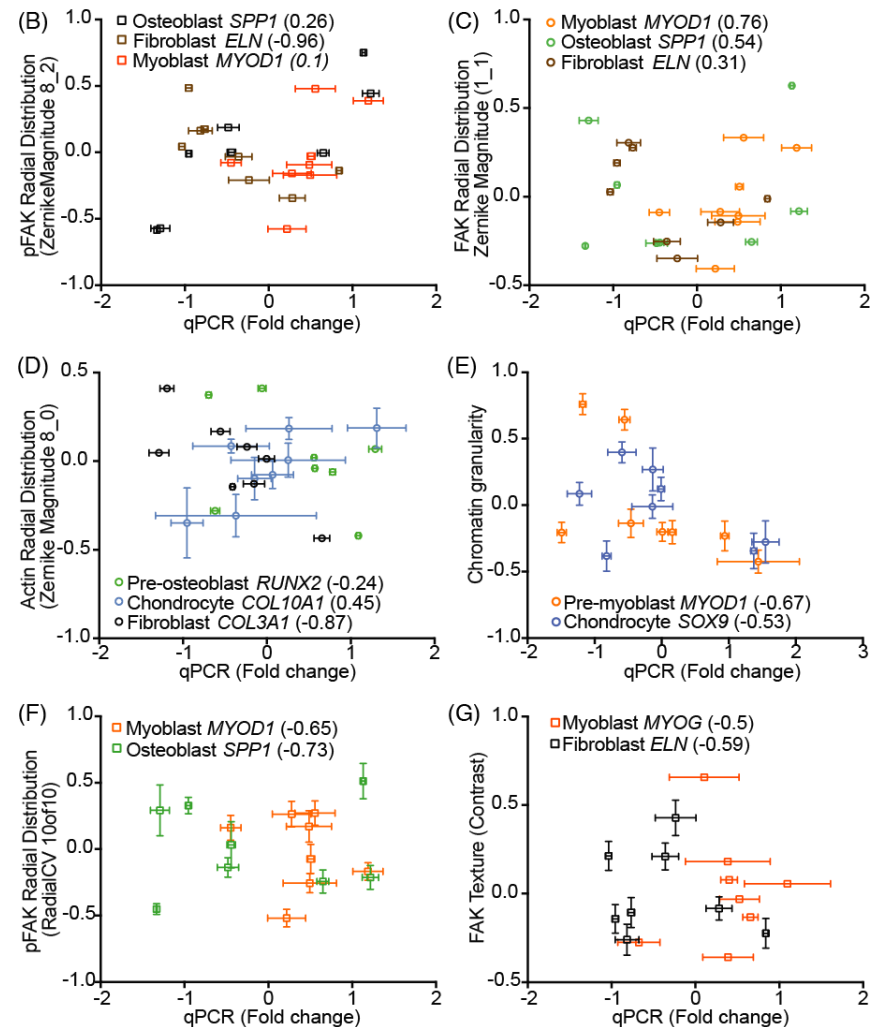 (B)
Osteoblast SPP1 (0.26)
Fibroblast ELN (-0.96)
Myoblast MYOD1 (0.1)
pFAK Radial Distribution
(ZernikeMagnitude 8_2)
1.0
0.5
0.0
-0.5
-1.0
-2 -1 0 1 2
qPCR (Fold change)
(C)
Myoblast MYOD1 (0.76)
Osteoblast SPP1 (0.54)
Fibroblast ELN (0.31)
FAK Radial Distribution
Zernike Magnitude (1_1)
1.0
0.5
0.0
-0.5
-2 -1 0 1 2
qPCR (Fold change)
(D)
Actin Radial Distribution
(Zernike Magnitude 8_0)
0.5
0.0
-0.5
-1.0
Pre-osteoblast RUNX2 (-0.24)
Chondrocyte COL10A1 (0.45)
Fibroblast COL3A1 (-0.87)
-2 -1 0 1 2
qPCR (Fold change)
(E)
Chromatin granularity
1.0
0.5
0.0
-0.5
-1.0
Pre-myoblast MYOD1 (-0.67)
Chondrocyte SOX9 (-0.53)
-2 -1 0 1 2 3
qPCR (Fold change)
(F)
Myoblast MYOD1 (-0.65)
Osteoblast SPP1 (-0.73)
pFAK Radial Distribution
(RadialCV 10of10)
1.0
0.5
0.0
-0.5
-1.0
-2 -1 0 1 2
qPCR (Fold change)
(G)
Myoblast MYOG (-0.5)
Fibroblast ELN (-0.59)
FAK Texture (Contrast)
1.0
0.5
0.0
-0.5
-2 -1 0 1 2
qPCR (Fold change)